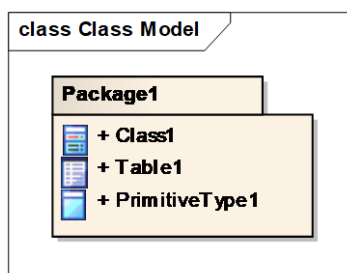 class Class Model
Package1
+ Class1
+ Table1
+ PrimitiveType1